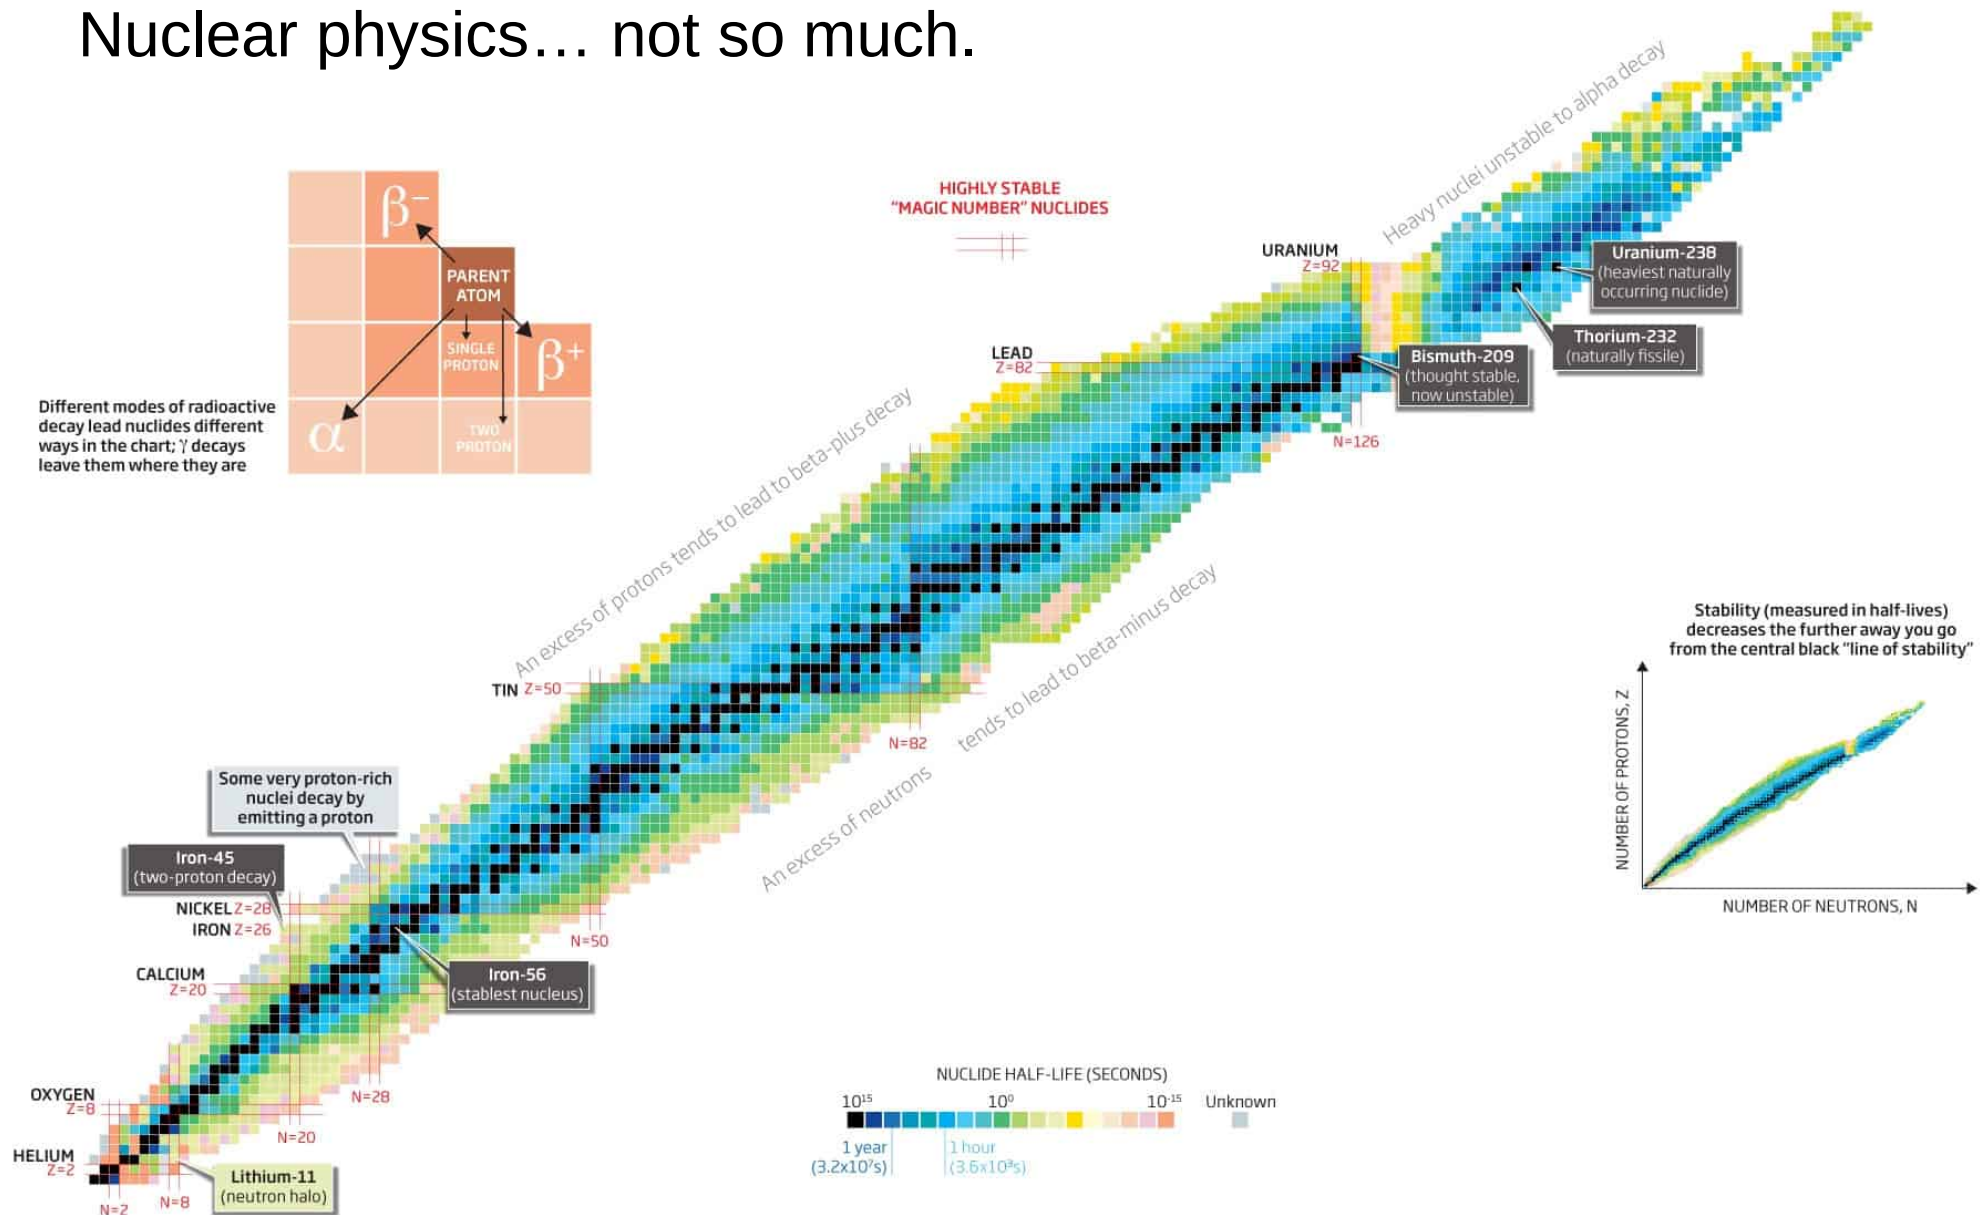 Nuclear physics… not so much.
β−
PARENT
ATOM
SINGLE
PROTON
β+
α
TWO
PROTON
Different modes of radioactive
decay lead nuclides different
ways in the chart; γ decays
leave them where they are
HIGHLY STABLE
"MAGIC NUMBER" NUCLIDES
Heavy nuclei unstable to alpha decay
URANIUM
Z=92
Uranium-238
(heaviest naturally
occurring nuclide)
Thorium-232
(naturally fissile)
LEAD
Z=82
Bismuth-209
(thought stable,
now unstable)
N=126
An excess of protons tends to lead to beta-plus decay
TIN Z=50
N=82
An excess of neutrons tends to lead to beta-minus decay
Stability (measured in half-lives)
decreases the further away you go
from the central black "line of stability"
NUMBER OF PROTONS, Z
NUMBER OF NEUTRONS, N
Some very proton-rich
nuclei decay by
emitting a proton
Iron-45
(two-proton decay)
NICKEL Z=28
IRON Z=26
N=50
CALCIUM
Z=20
Iron-56
(stablest nucleus)
OXYGEN
Z=8
N=28
N=20
HELIUM
Z=2
Lithium-11
(neutron halo)
N=8
N=2
NUCLIDE HALF-LIFE (SECONDS)
10¹⁵ 10⁰ 10⁻¹⁵ Unknown
1 year
(3.2x10⁷s)
1 hour
(3.6x10³s)